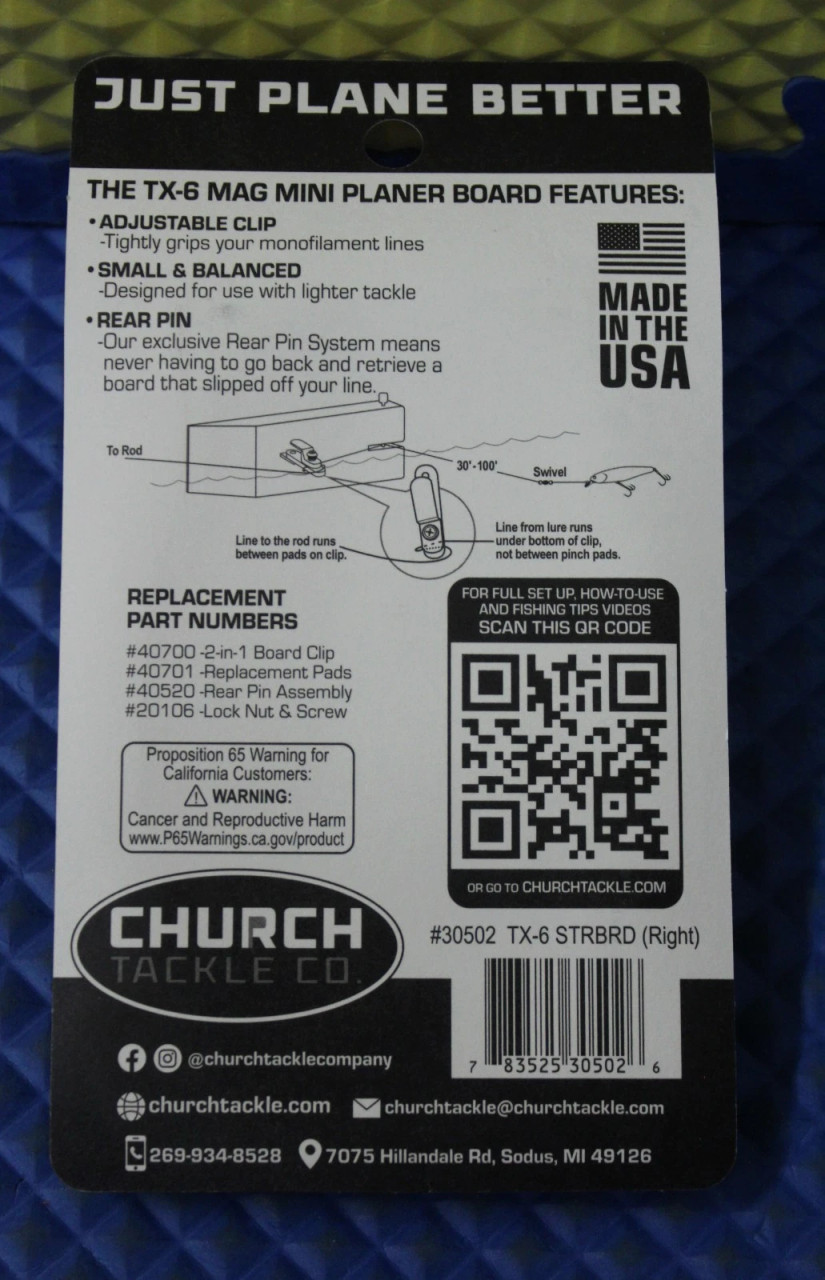 JUST PLANE BETTER
THE TX-6 MAG MINI PLANER BOARD FEATURES:
• ADJUSTABLE CLIP
-Tightly grips your monofilament lines
• SMALL & BALANCED
-Designed for use with lighter tackle
• REAR PIN
-Our exclusive Rear Pin System means
never having to go back and retrieve a
board that slipped off your line.
MADE
IN THE
USA
To Rod
30'-100'
Swivel
Line to the rod runs
between pads on clip.
Line from lure runs
under bottom of clip,
not between pinch pads.
REPLACEMENT
PART NUMBERS
#40700 -2-in-1 Board Clip
#40701 -Replacement Pads
#40520 -Rear Pin Assembly
#20106 -Lock Nut & Screw
Proposition 65 Warning for
California Customers:
WARNING:
Cancer and Reproductive Harm
www.P65Warnings.ca.gov/product
FOR FULL SET UP, HOW-TO-USE
AND FISHING TIPS VIDEOS
SCAN THIS QR CODE
OR GO TO CHURCHTACKLE.COM
CHURCH
TACKLE CO.
#30502 TX-6 STRBRD (Right)
7 83525 30502 6
@churchtacklecompany
churchtackle.com
churchtackle@churchtackle.com
269-934-8528
7075 Hillandale Rd, Sodus, MI 49126